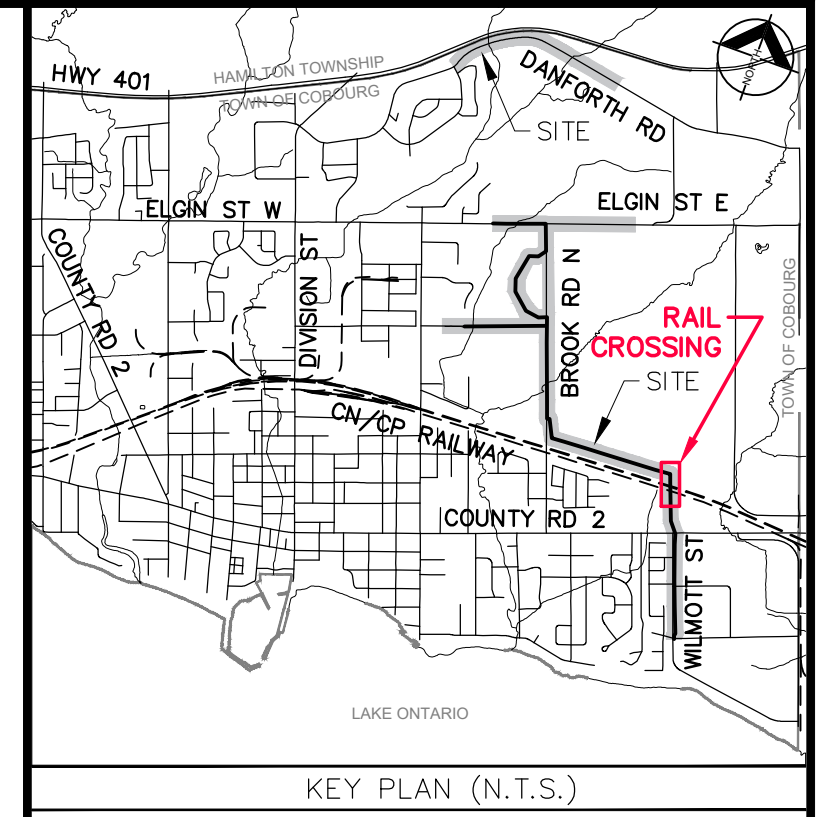 HWY 401
HAMILTON TOWNSHIP
TOWN OF COBOURG
NORTH
DANFORTH RD
SITE
ELGIN ST W
ELGIN ST E
COUNTY RD 2
DIVISION ST
BROOK RD N
TOWN OF COBOURG
RAIL
CROSSING
SITE
CN/CP RAILWAY
COUNTY RD 2
WILMOTT ST
LAKE ONTARIO
KEY PLAN (N.T.S.)